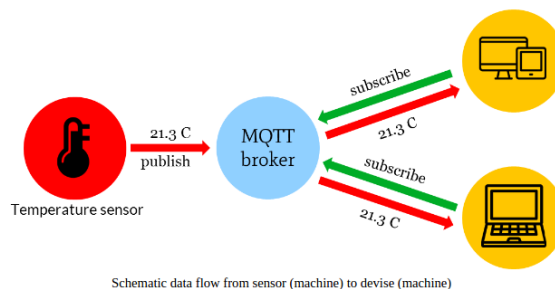 subscribe
21.3 C
21.3 C
publish
MQTT
broker
subscribe
21.3 C
Temperature sensor
Schematic data flow from sensor (machine) to devise (machine)